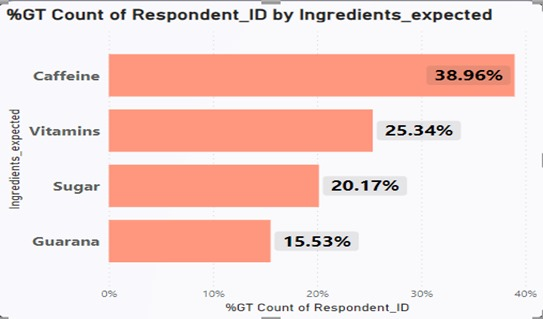 %GT Count of Respondent_ID by Ingredients_expected
Ingredients_expected
Caffeine 38.96%
Vitamins 25.34%
Sugar 20.17%
Guarana 15.53%
0% 10% 20% 30% 40%
%GT Count of Respondent_ID